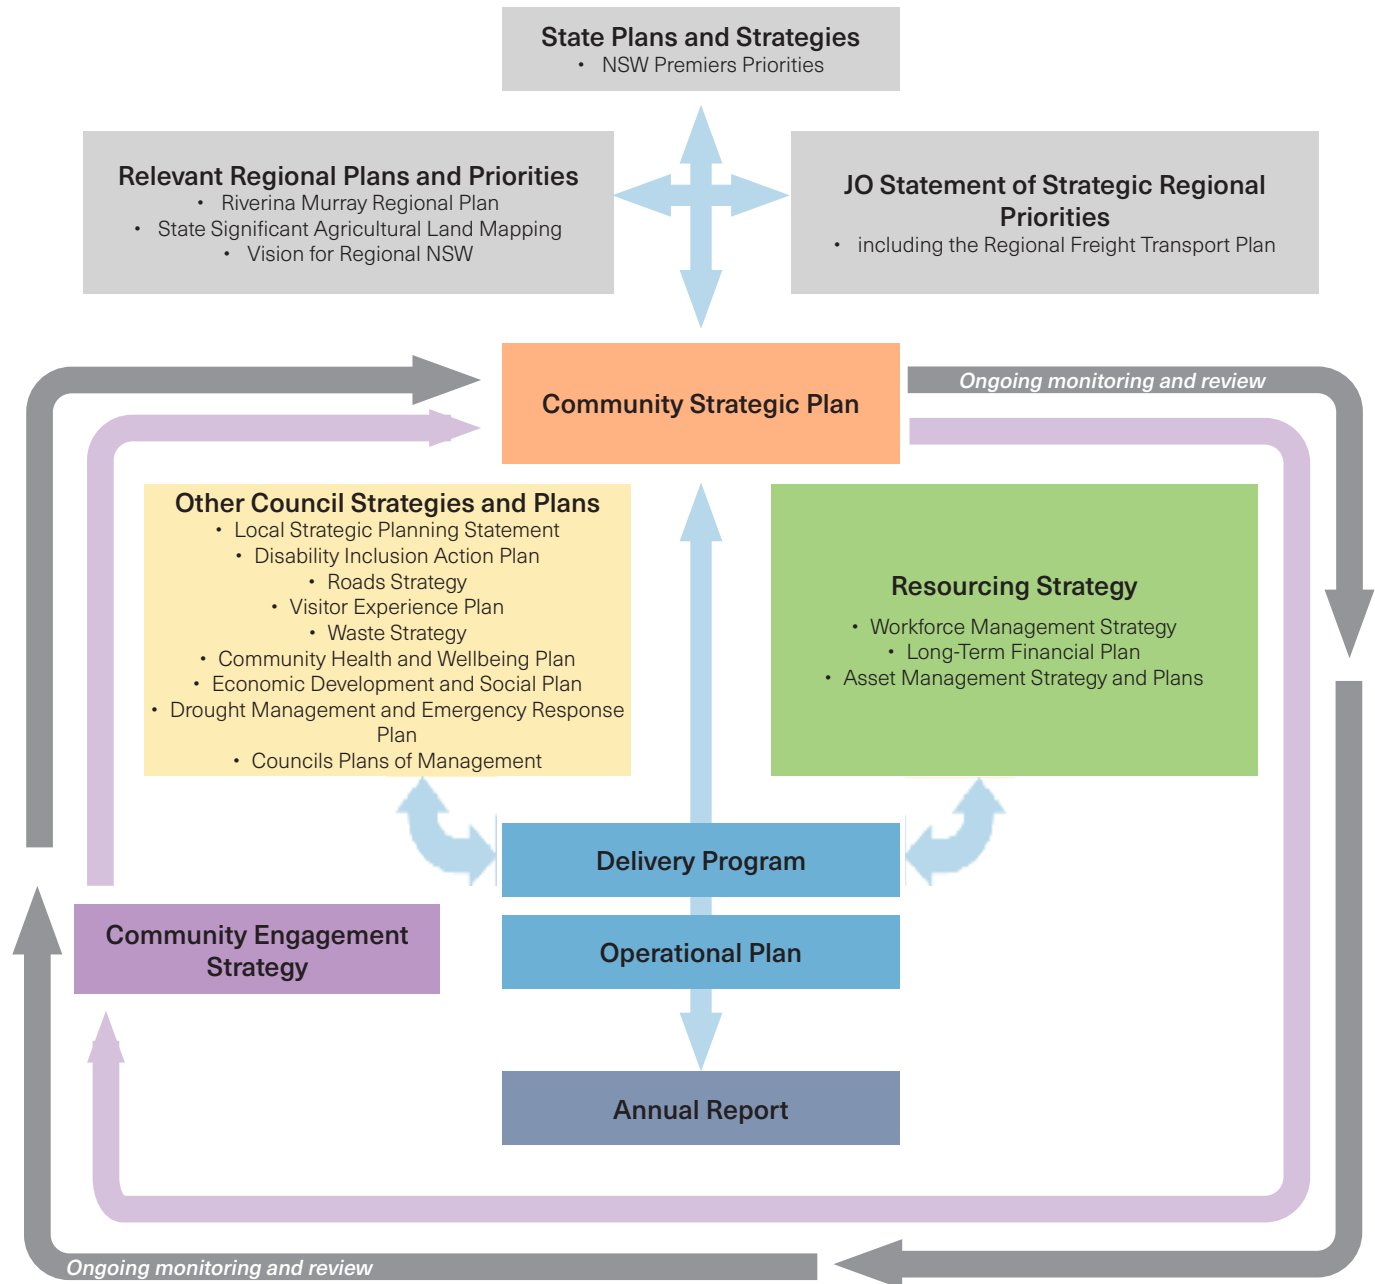 State Plans and Strategies
• NSW Premiers Priorities
Relevant Regional Plans and Priorities
• Riverina Murray Regional Plan
• State Significant Agricultural Land Mapping
• Vision for Regional NSW
JO Statement of Strategic Regional
Priorities
• including the Regional Freight Transport Plan
Community Strategic Plan
Ongoing monitoring and review
Other Council Strategies and Plans
• Local Strategic Planning Statement
• Disability Inclusion Action Plan
• Roads Strategy
• Visitor Experience Plan
• Waste Strategy
• Community Health and Wellbeing Plan
• Economic Development and Social Plan
• Drought Management and Emergency Response
Plan
• Councils Plans of Management
Resourcing Strategy
• Workforce Management Strategy
• Long-Term Financial Plan
• Asset Management Strategy and Plans
Delivery Program
Community Engagement
Strategy
Operational Plan
Annual Report
Ongoing monitoring and review